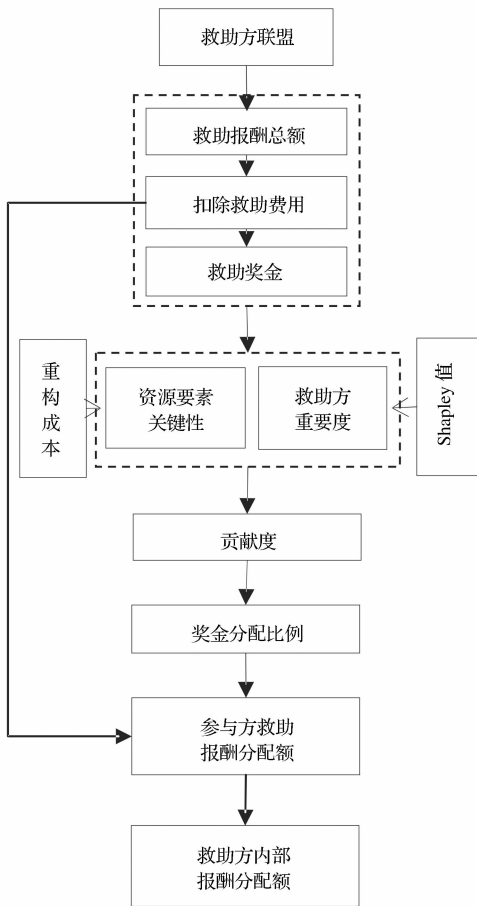 救助方联盟
救助报酬总额
扣除救助费用
救助奖金
重
构
成
本
资源要素
关键性
救助方
重要度
Shapley 值
贡献度
奖金分配比例
参与方救助
报酬分配额
救助方内部
报酬分配额